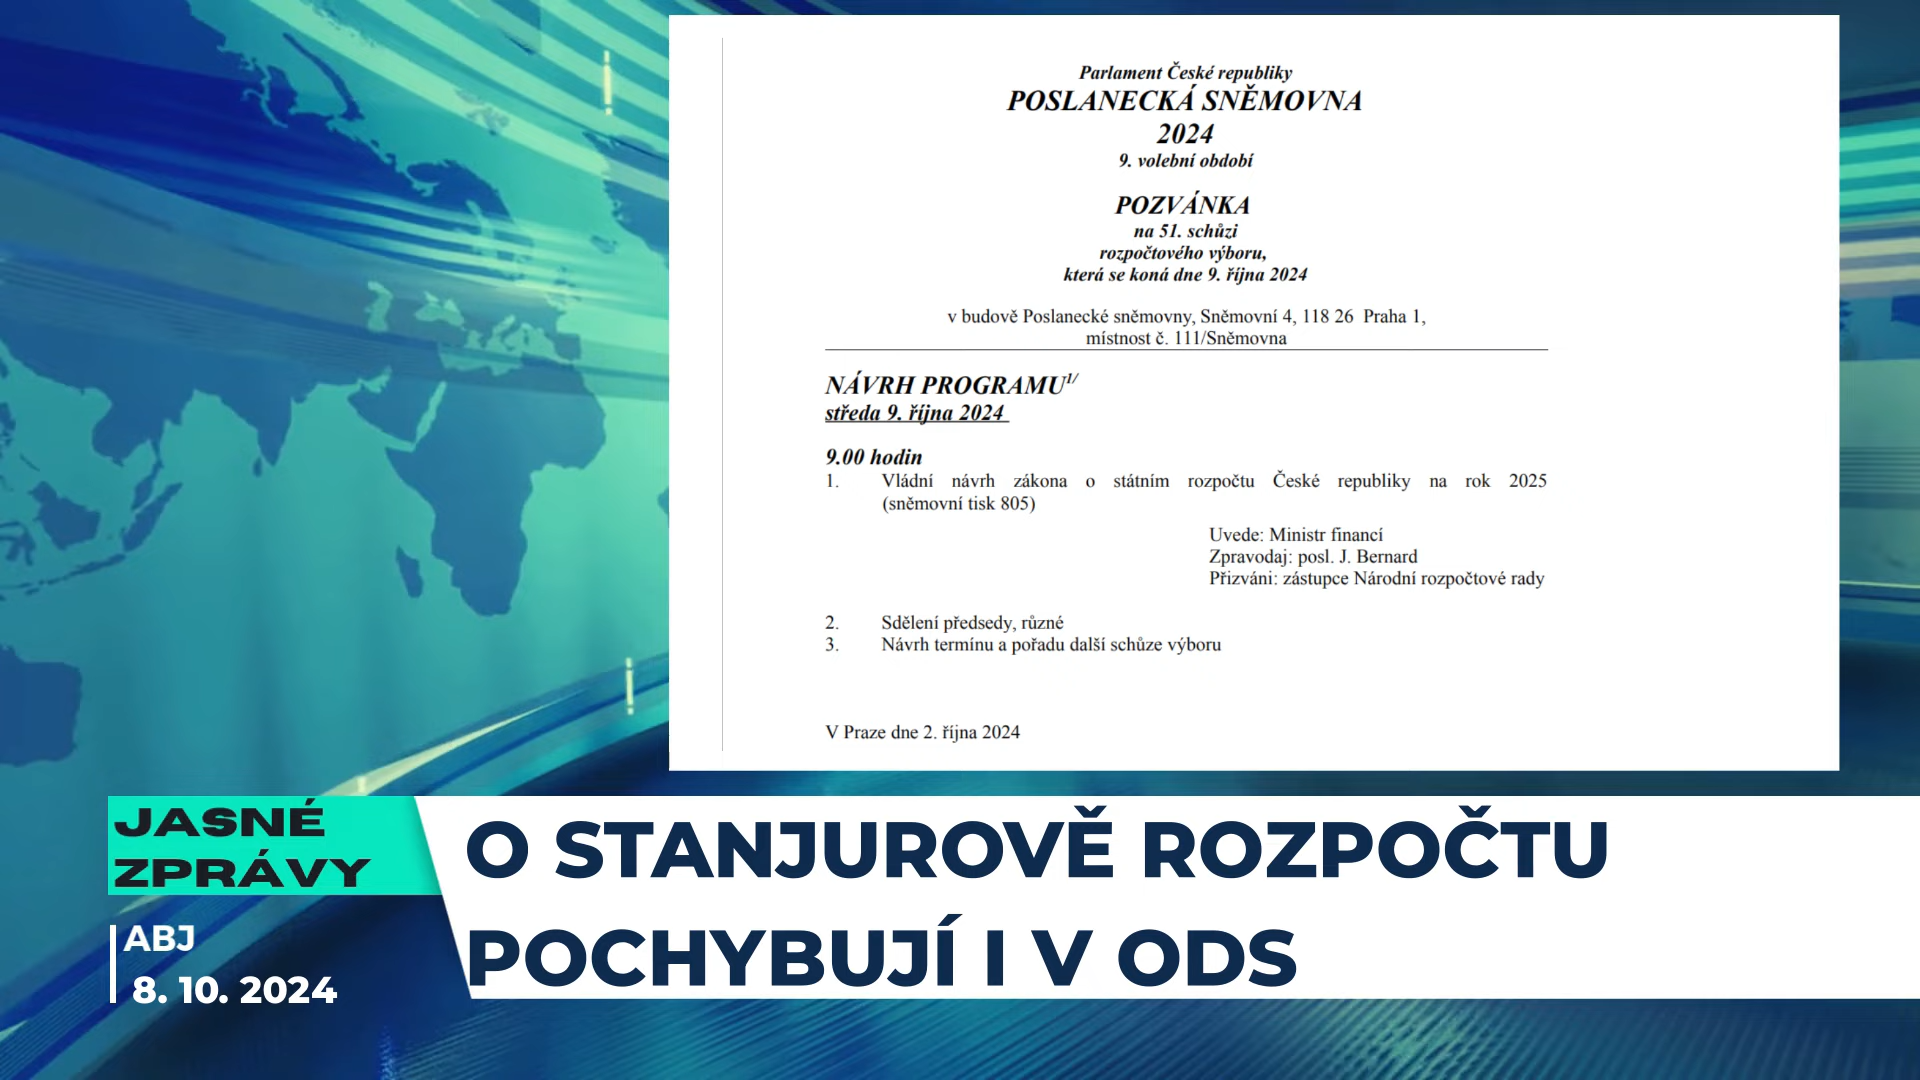 Parlament České republiky
POSLANECKÁ SNĚMOVNA
2024
9. volební období
POZVÁNKA
na 51. schůzi
rozpočtového výboru,
která se koná dne 9. října 2024
v budově Poslanecké sněmovny, Sněmovní 4, 118 26 Praha 1,
místnost č. 111/Sněmovna
NÁVRH PROGRAMU1/
středa 9. října 2024
9.00 hodin
1. Vládní návrh zákona o státním rozpočtu České republiky na rok 2025
(sněmovní tisk 805)
Uvede: Ministr financí
Zpravodaj: posl. J. Bernard
Přizváni: zástupce Národní rozpočtové rady
2. Sdělení předsedy, různé
3. Návrh termínu a pořadu další schůze výboru
V Praze dne 2. října 2024
JASNÉ
ZPRÁVY
ABJ
8. 10. 2024
O STANJUROVĚ ROZPOČTU
POCHYBUJÍ I V ODS